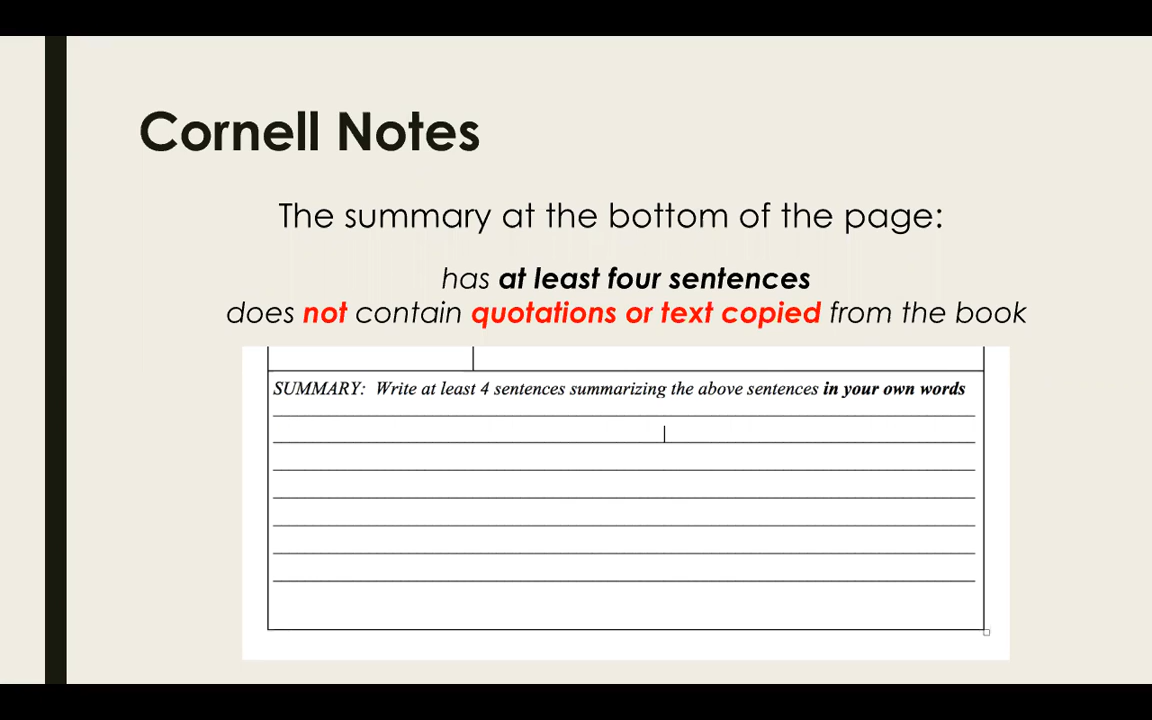 Cornell Notes
The summary at the bottom of the page:
has at least four sentences
does not contain quotations or text copied from the book
SUMMARY: Write at least 4 sentences summarizing the above sentences in your own words